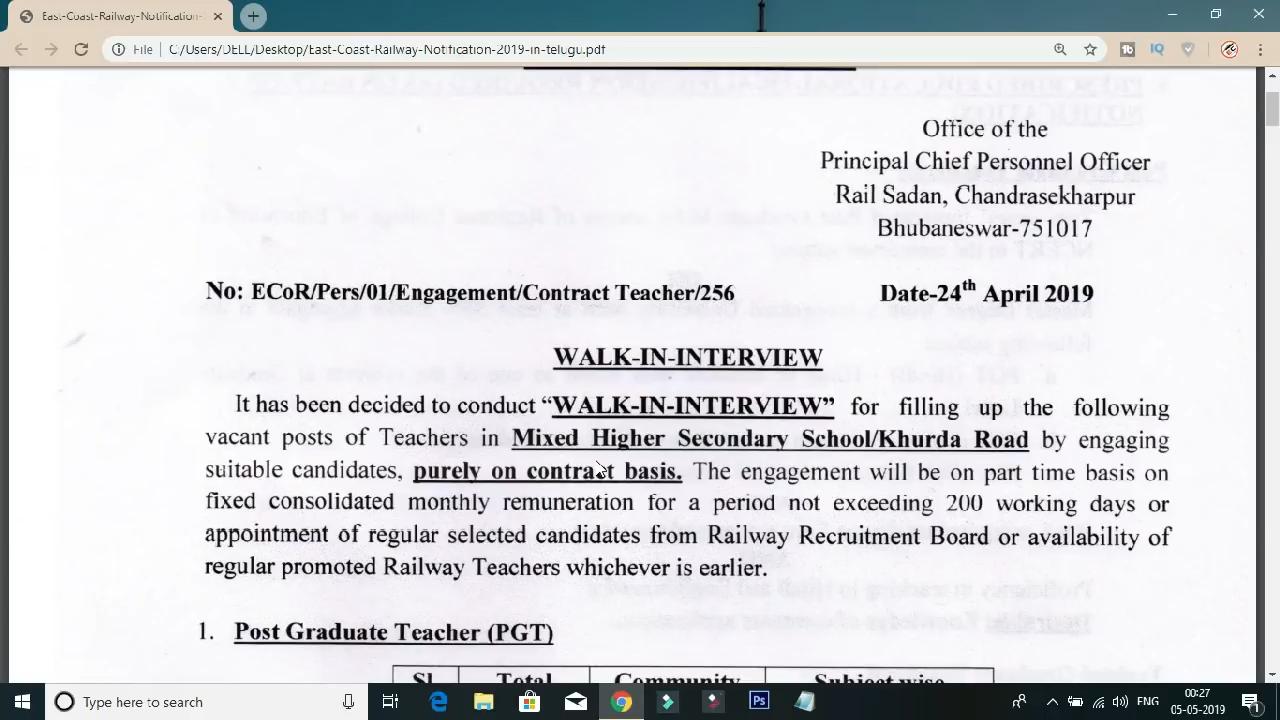 East-Coast-Railway-Notification-
File | C:/Users/DELL/Desktop/East-Coast-Railway-Notification-2019-in-telugu.pdf
Office of the
Principal Chief Personnel Officer
Rail Sadan, Chandrasekharpur
Bhubaneswar-751017
No: ECoR/Pers/01/Engagement/Contract Teacher/256 Date-24th April 2019
WALK-IN-INTERVIEW
It has been decided to conduct “WALK-IN-INTERVIEW” for filling up the following
vacant posts of Teachers in Mixed Higher Secondary School/Khurda Road by engaging
suitable candidates, purely on contract basis. The engagement will be on part time basis on
fixed consolidated monthly remuneration for a period not exceeding 200 working days or
appointment of regular selected candidates from Railway Recruitment Board or availability of
regular promoted Railway Teachers whichever is earlier.
1. Post Graduate Teacher (PGT)
Sl Total Community Subject wise
Type here to search
ENG
00:27
05-05-2019